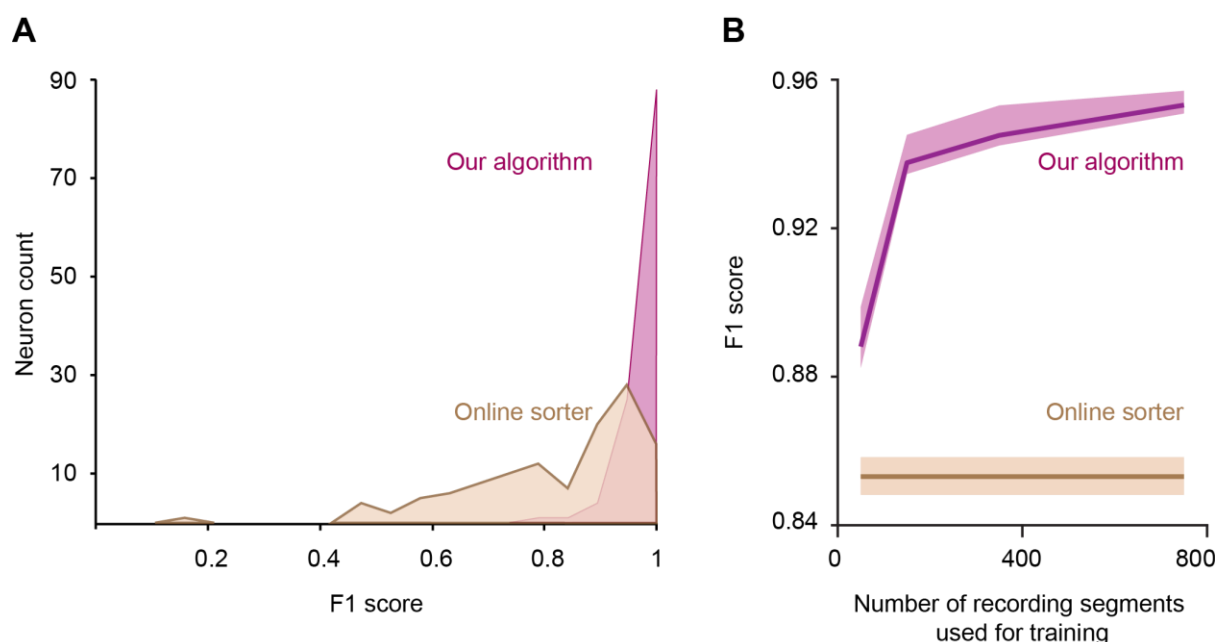 A
90
70
50
30
10
Neuron count
Our algorithm
Online sorter
0.2
0.4
0.6
0.8
1
F1 score
B
0.96
0.92
0.88
0.84
F1 score
Our algorithm
Online sorter
0
400
800
Number of recording segments
used for training